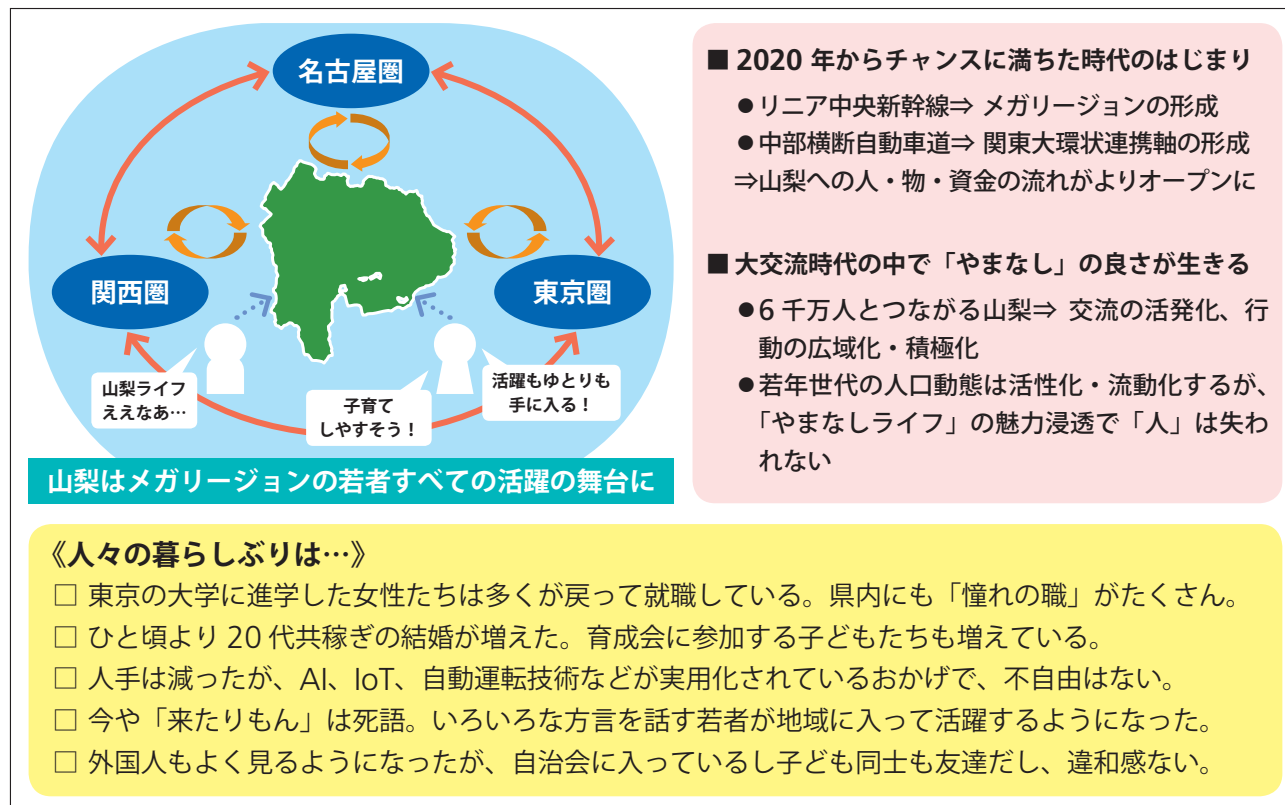 名古屋圏
関西圏
東京圏
山梨ライフ
ええなあ…
子育て
しやすそう！
活躍もゆとりも
手に入る！
山梨はメガリージョンの若者すべての活躍の舞台に
■ 2020 年からチャンスに満ちた時代のはじまり
●リニア中央新幹線⇒ メガリージョンの形成
●中部横断自動車道⇒ 関東大環状連携軸の形成
⇒山梨への人・物・資金の流れがよりオープンに
■ 大交流時代の中で「やまなし」の良さが生きる
●6 千万人とつながる山梨⇒ 交流の活発化、行
動の広域化・積極化
●若年世代の人口動態は活性化・流動化するが、
「やまなしライフ」の魅力浸透で「人」は失わ
れない
《人々の暮らしぶりは…》
□ 東京の大学に進学した女性たちは多くが戻って就職している。県内にも「憧れの職」がたくさん。
□ ひと頃より 20 代共稼ぎの結婚が増えた。育成会に参加する子どもたちも増えている。
□ 人手は減ったが、AI、IoT、自動運転技術などが実用化されているおかげで、不自由はない。
□ 今や「来たりもん」は死語。いろいろな方言を話す若者が地域に入って活躍するようになった。
□ 外国人もよく見るようになったが、自治会に入っているし子ども同士も友達だし、違和感ない。